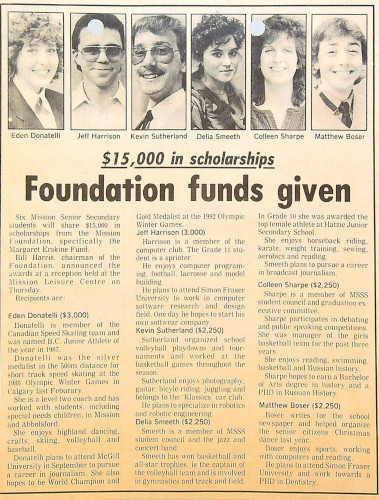 Eden Donatelli Jeff Harrison Kevin Sutherland Delia Smeeth Colleen Sharpe Matthew Boser
$15,000 in scholarships
Foundation funds given
Six Mission Senior Secondary
students will share $15,000 in
scholarships from the Mission
Foundation, specifically the
Margaret Erskine Fund.
Bill Harris, chairman of the
Foundation, announced the
awards at a reception held at the
Mission Leisure Centre on
Thursday.
Recipients are:
Eden Donatelli ($3,000)
Donatelli is member of the
Canadian Speed Skating team and
was named B.C. Junior Athlete of
the year in 1987.
Donatelli was the silver
medalist in the 500m distance for
short track speed skating at the
1988 Olympic Winter Games in
Calgary last Feburary.
She is a level two coach and has
worked with students, including
special needs children, in Mission
and Abbotsford.
She enjoys highland dancing,
crafts, skiing, volleyball and
baseball.
Donatelli plans to attend McGill
University in September to pursue
a career in journalism. She also
hopes to be World Champion and
Gold Medalist at the 1992 Olympic
Winter Games.
Jeff Harrison (3,000)
Harrison is a member of the
computer club. The Grade 11 student
is a sprinter.
He enjoys computer programming,
football, lacrosse and model
building.
He plans to attend Simon Fraser
University to work in computer
software research and design
field. One day he hopes to start his
own software company.
Kevin Sutherland ($2,250)
Sutherland organized school
volleyball playdowns and tournaments
and worked at the
basketball games throughout the
season.
Sutherland enjoys photography,
guitar, bicyle riding, juggling and
belongs to the Klassics car club.
He plans to specialize in robotics
and robotic engineering.
Delia Smeeth ($2,250)
Smeeth is a member of MSSS
student council and the jazz and
concert band.
Smeeth has won basketball and
all-star trophies, is the captain of
the volleyball team and is involved
in gymnastics and track and field.
In Grade 10 she was awarded the
top female athlete at Hatzic Junior
Secondary School.
She enjoys horseback riding,
karate, weight training, sewing,
aerobics and reading.
Smeeth plans to pursue a career
in broadcast journalism.
Colleen Sharpe ($2,250)
Sharpe is a member of MSSS
student council and graduation executive
committee.
Sharpe participates in debating
and public speaking competitions.
She was manager of the girls
basketball team for the past three
years.
She enjoys reading, swimming,
basketball and Russian history.
Sharpe hopes to earn a Bachelor
of Arts degree in history and a
PHD in Russian History.
Matthew Boser ($2,250)
Boser writes for the school
newspaper and helped organize
the senior citizens Christmas
dance last year.
Boser enjoys sports, working
with computers and reading.
He plans to attend Simon Fraser
University and work towards a
PHD in Dentistry.